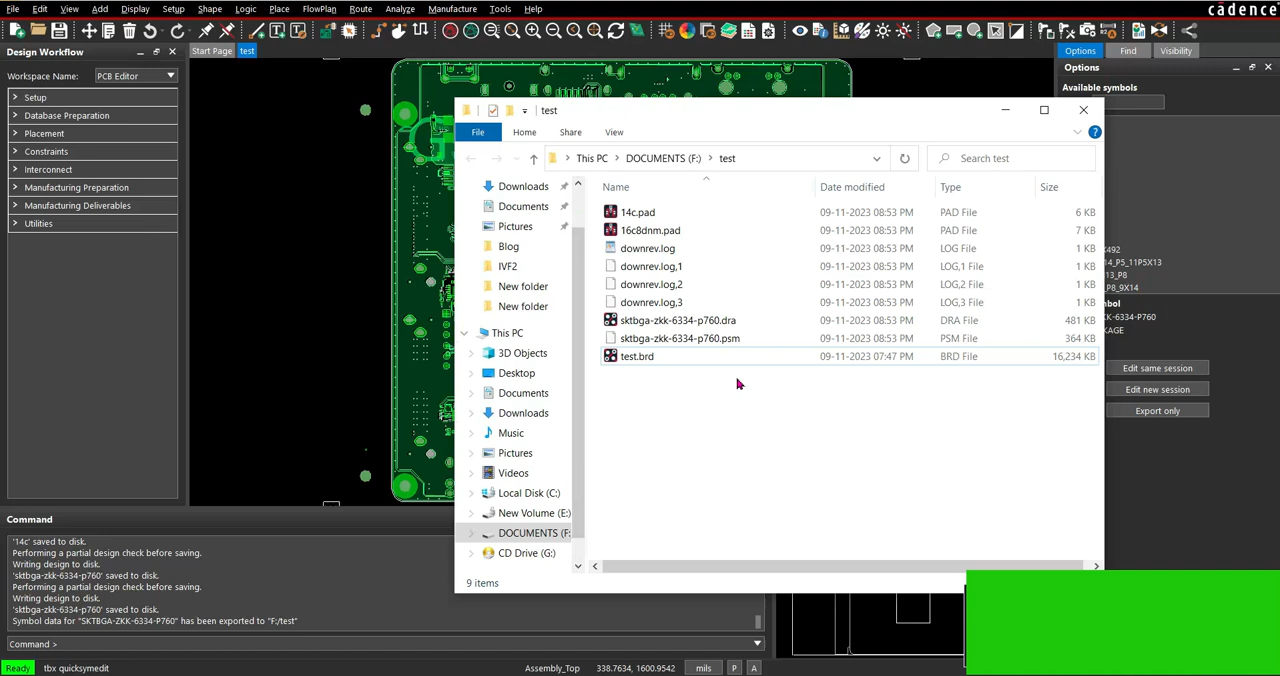 File Edit View Add Display Setup Shape Logic Place FlowPlan Route Analyze Manufacture Tools Help
cādence
Design Workflow
Start Page test
Options Find Visibility
Workspace Name: PCB Editor
Setup
Database Preparation
Placement
Constraints
Interconnect
Manufacturing Preparation
Manufacturing Deliverables
Utilities
Options
Available symbols
test
File Home Share View
This PC DOCUMENTS (F:) test
Search test
Name Date modified Type Size
14c.pad 09-11-2023 08:53 PM PAD File 6 KB
16c8dnm.pad 09-11-2023 08:53 PM PAD File 7 KB
downrev.log 09-11-2023 08:53 PM LOG File 1 KB
downrev.log,1 09-11-2023 08:53 PM LOG,1 File 1 KB
downrev.log,2 09-11-2023 08:53 PM LOG,2 File 1 KB
downrev.log,3 09-11-2023 08:53 PM LOG,3 File 1 KB
sktbga-zkk-6334-p760.dra 09-11-2023 08:53 PM DRA File 481 KB
sktbga-zkk-6334-p760.psm 09-11-2023 08:53 PM PSM File 364 KB
test.brd 09-11-2023 07:47 PM BRD File 16,234 KB
Downloads
Documents
Pictures
Blog
IVF2
New folder
New folder
This PC
3D Objects
Desktop
Documents
Downloads
Music
Pictures
Videos
Local Disk (C:)
New Volume (E:)
DOCUMENTS (F:
CD Drive (G:)
9 items
X492
14_P5_11P5X13
_P8
_P8_9X14
bol
KK-6334-P760
KAGE
Edit same session
Edit new session
Export only
Command
'14c' saved to disk.
Performing a partial design check before saving.
Writing design to disk.
'sktbga-zkk-6334-p760' saved to disk.
Performing a partial design check before saving.
Writing design to disk.
'sktbga-zkk-6334-p760' saved to disk.
Symbol data for "SKTBGA-ZKK-6334-P760" has been exported to "F:/test"
Command >
Ready tbx quicksymedit Assembly_Top 338.7634, 1600.9542 mils P A